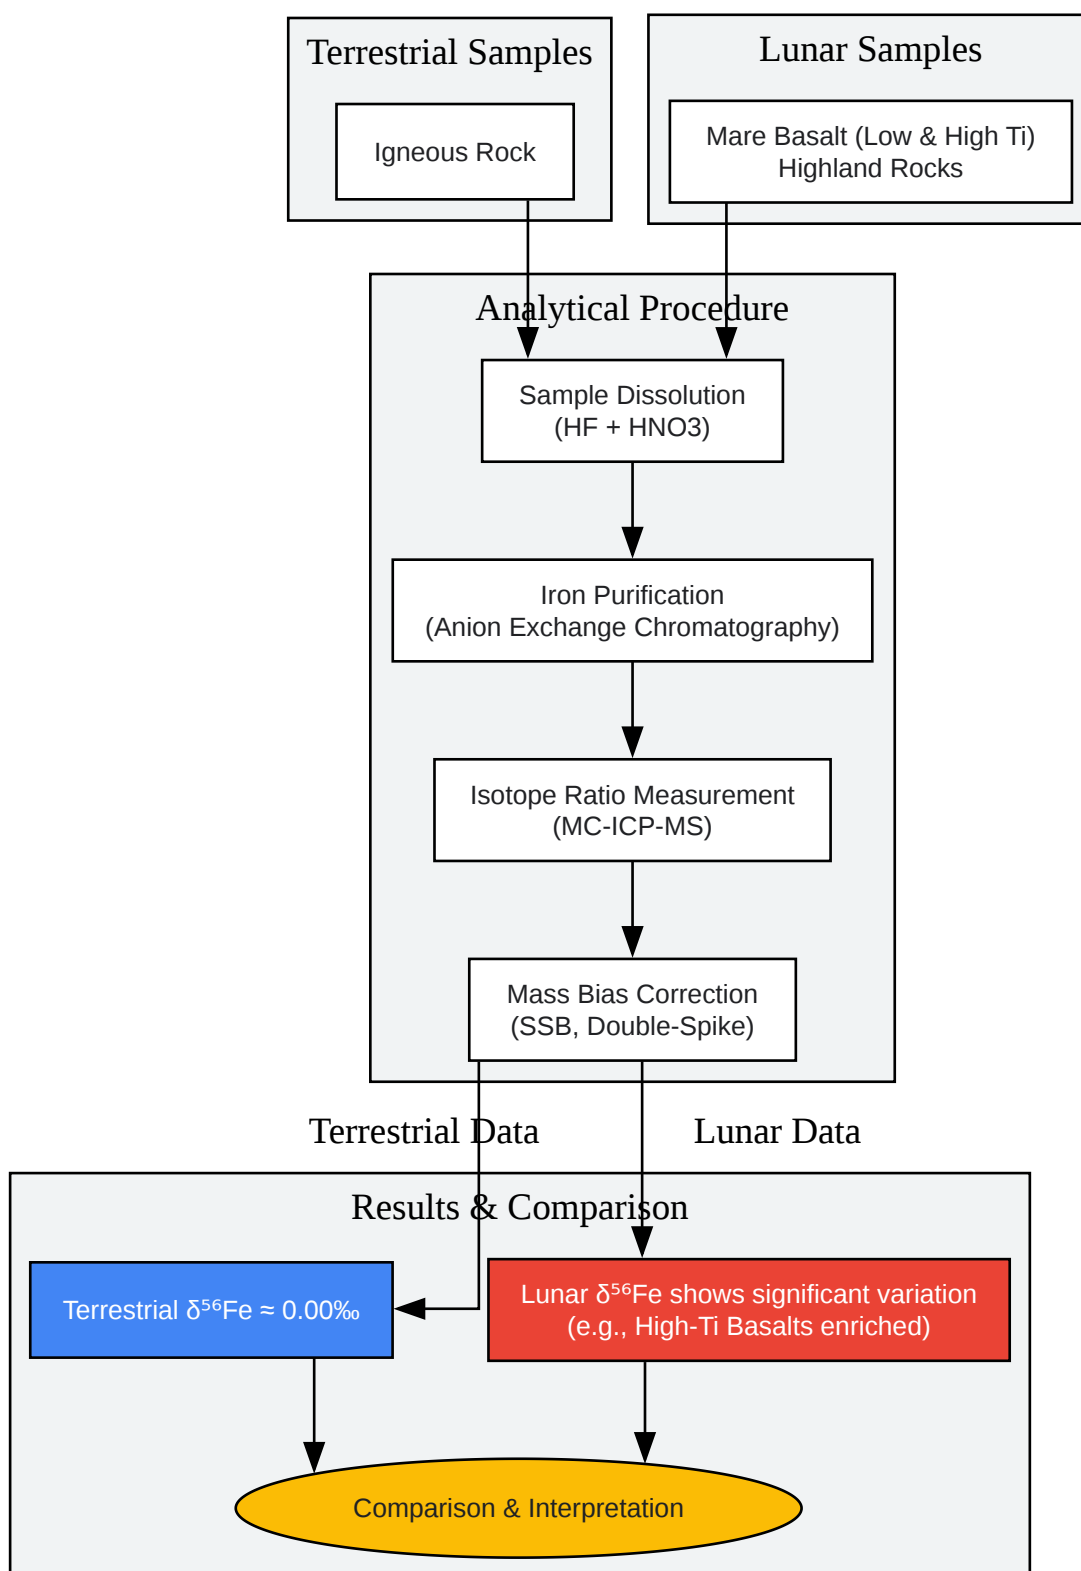 Terrestrial Samples
Lunar Samples
Igneous Rock
Mare Basalt (Low & High Ti)
Highland Rocks
Analytical Procedure
Sample Dissolution
(HF + HNO3)
Iron Purification
(Anion Exchange Chromatography)
Isotope Ratio Measurement
(MC-ICP-MS)
Mass Bias Correction
(SSB, Double-Spike)
Terrestrial Data
Lunar Data
Results & Comparison
Terrestrial δ⁵⁶Fe ≈ 0.00‰
Lunar δ⁵⁶Fe shows significant variation
(e.g., High-Ti Basalts enriched)
Comparison & Interpretation